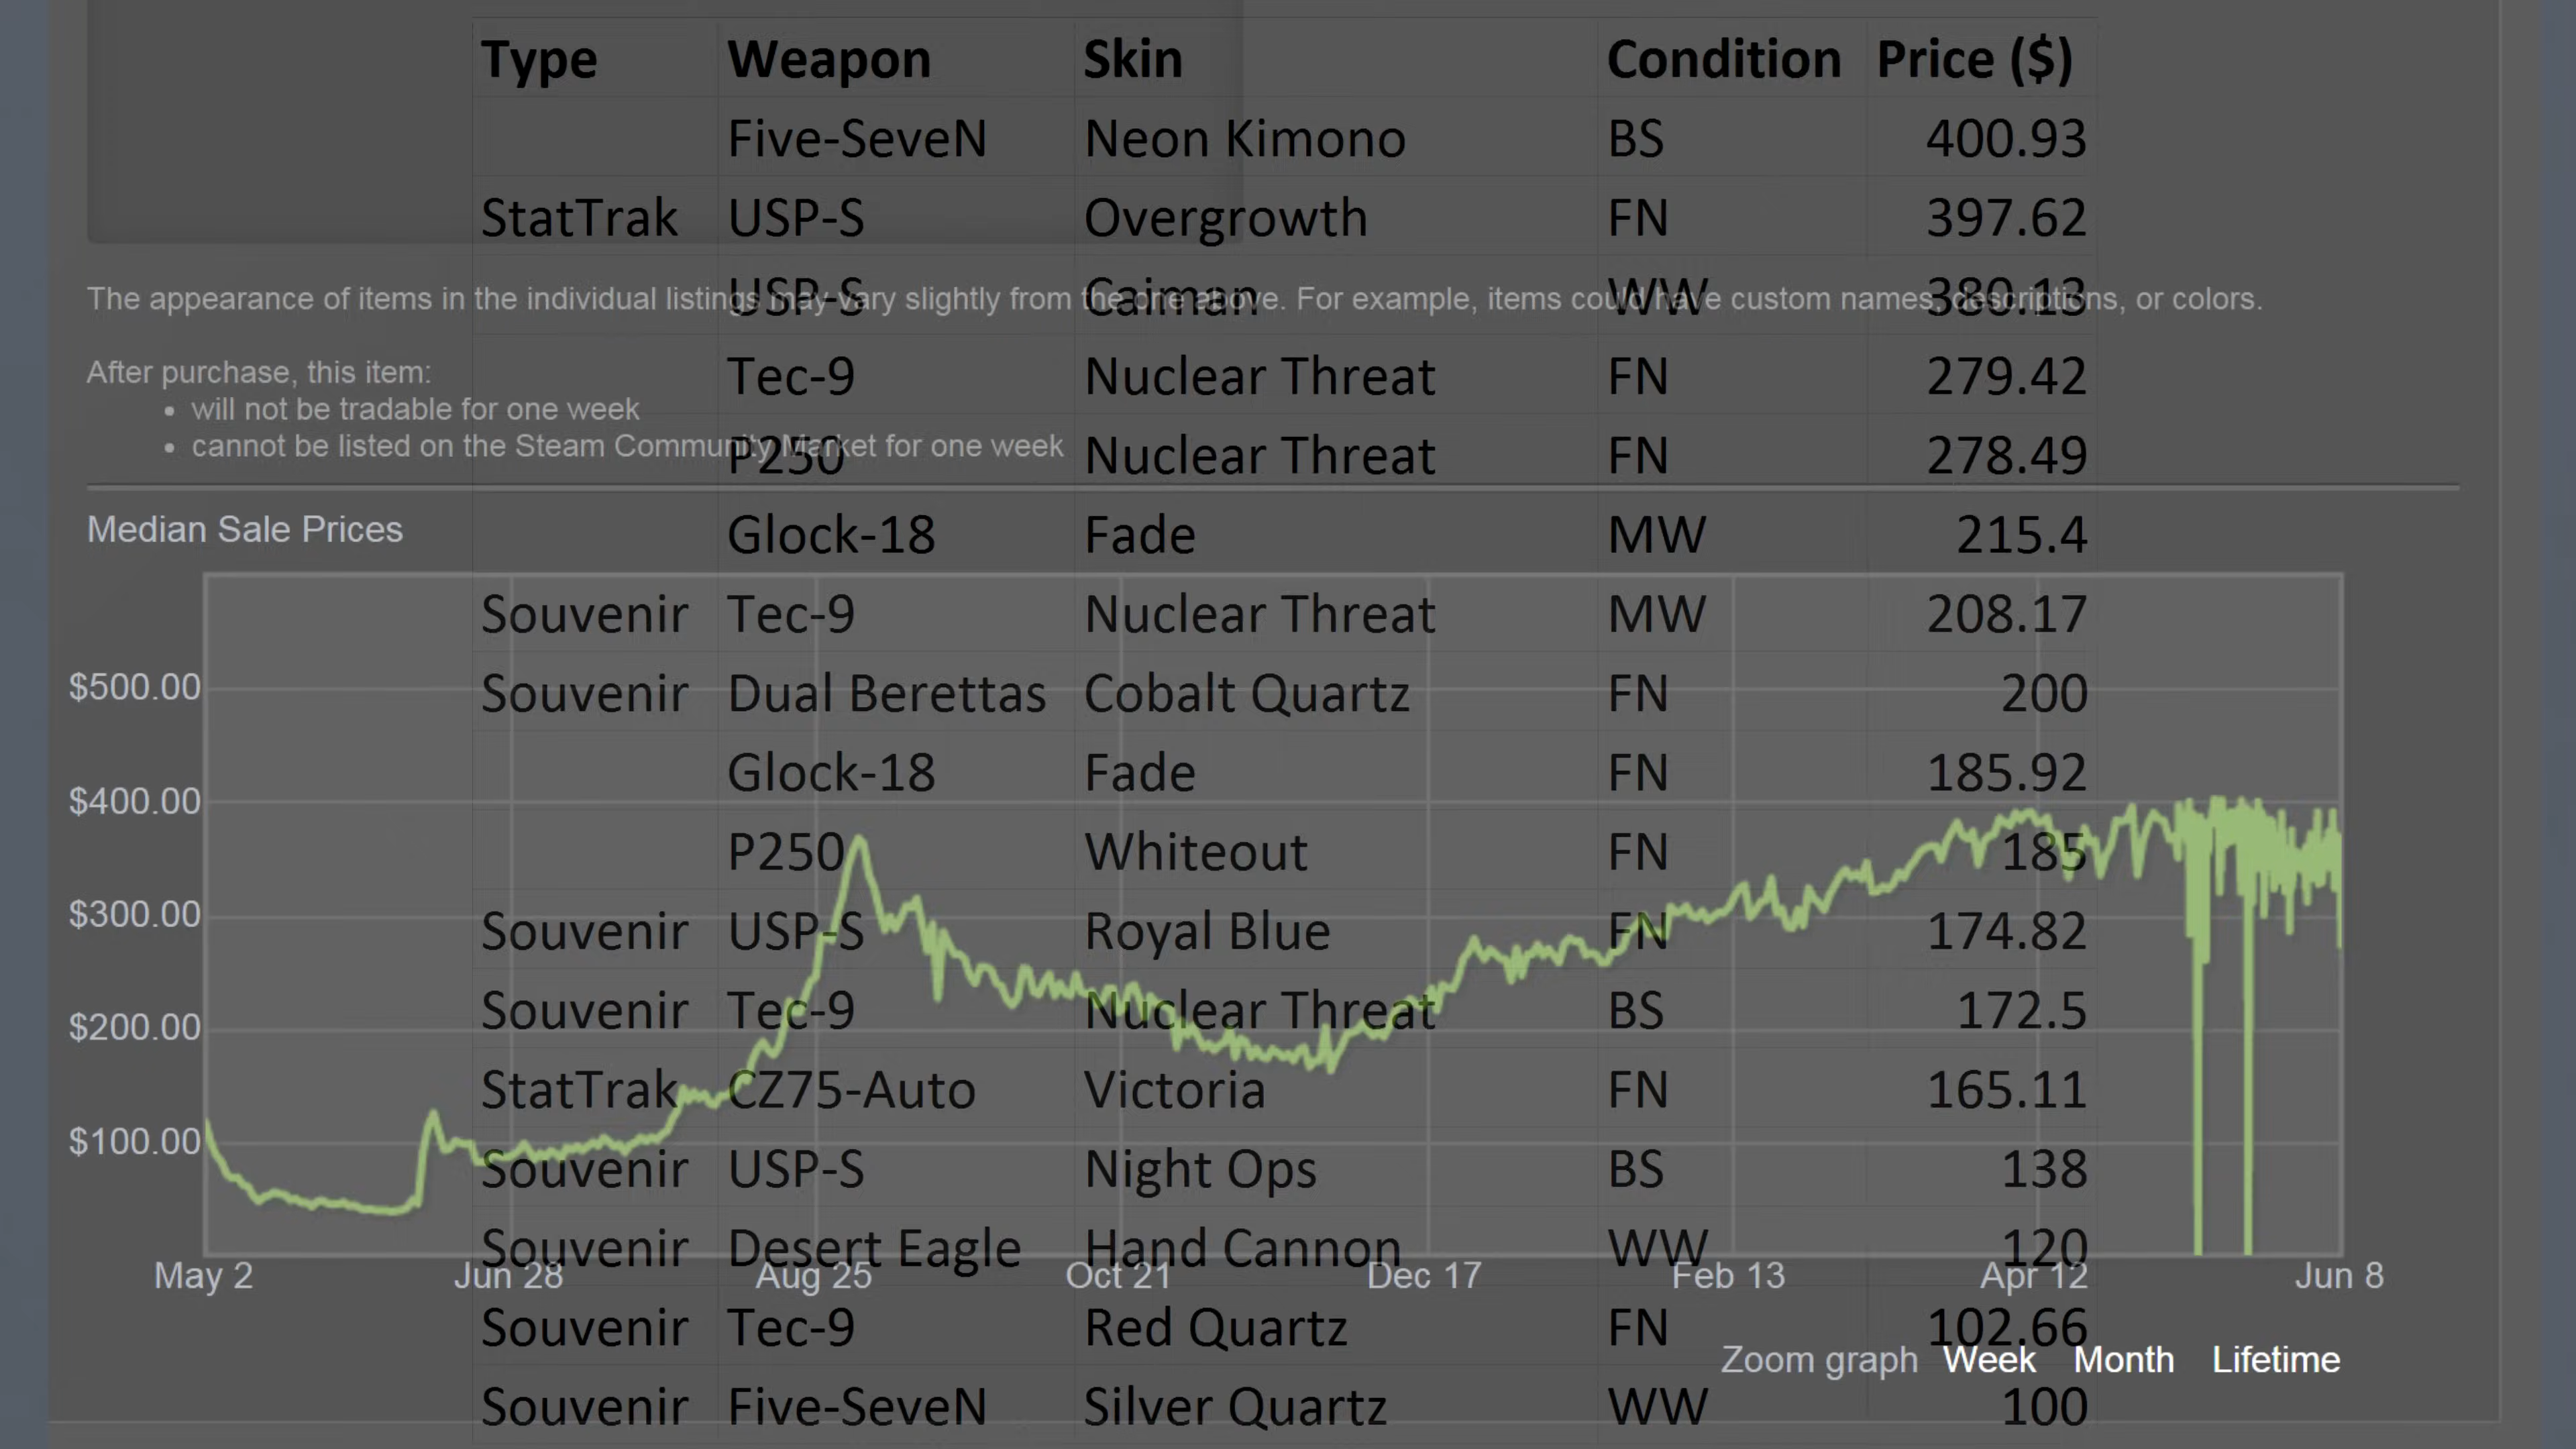 Type Weapon Skin Condition Price ($)
Five-SeveN Neon Kimono BS 400.93
StatTrak USP-S Overgrowth FN 397.62
USP-S Caiman WW 380.13
The appearance of items in the individual listings may vary slightly from the one above. For example, items could have custom names, descriptions, or colors.
After purchase, this item:
Tec-9 Nuclear Threat FN 279.42
• will not be tradable for one week
• cannot be listed on the Steam Community Market for one week
P250 Nuclear Threat FN 278.49
Median Sale Prices
Glock-18 Fade MW 215.4
Souvenir Tec-9 Nuclear Threat MW 208.17
$500.00
Souvenir Dual Berettas Cobalt Quartz FN 200
Glock-18 Fade FN 185.92
$400.00
P250 Whiteout FN 185
$300.00
Souvenir USP-S Royal Blue FN 174.82
Souvenir Tec-9 Nuclear Threat BS 172.5
$200.00
StatTrak CZ75-Auto Victoria FN 165.11
$100.00
Souvenir USP-S Night Ops BS 138
Souvenir Desert Eagle Hand Cannon WW 120
May 2 Jun 28 Aug 25 Oct 21 Dec 17 Feb 13 Apr 12 Jun 8
Souvenir Tec-9 Red Quartz FN 102.66
Zoom graph Week Month Lifetime
Souvenir Five-SeveN Silver Quartz WW 100